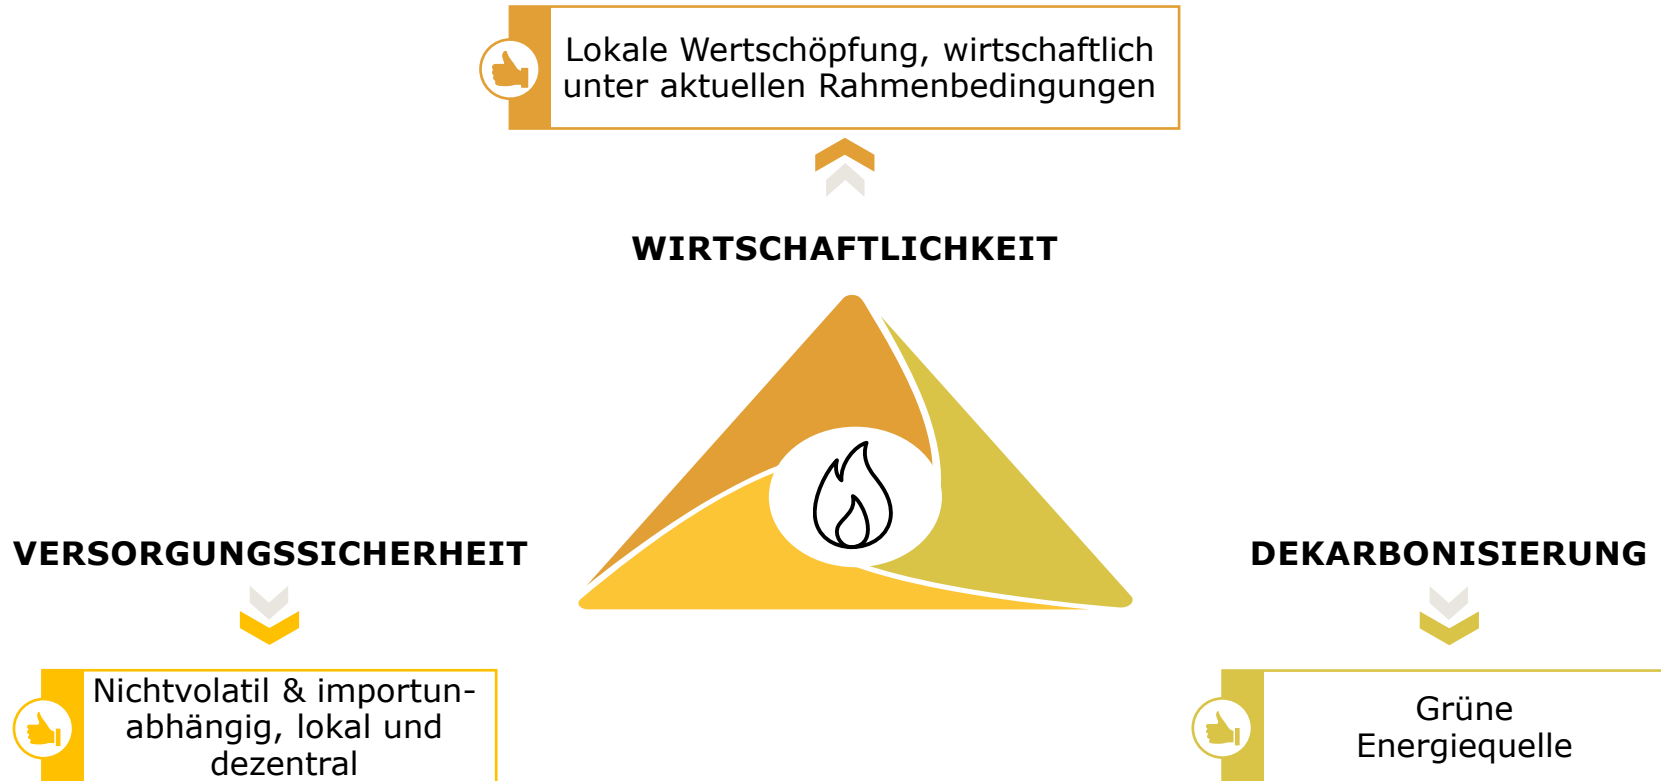 Lokale Wertschöpfung, wirtschaftlich
unter aktuellen Rahmenbedingungen
WIRTSCHAFTLICHKEIT
VERSORGUNGSSICHERHEIT
Nichtvolatil & importun-
abhängig, lokal und
dezentral
DEKARBONISIERUNG
Grüne
Energiequelle